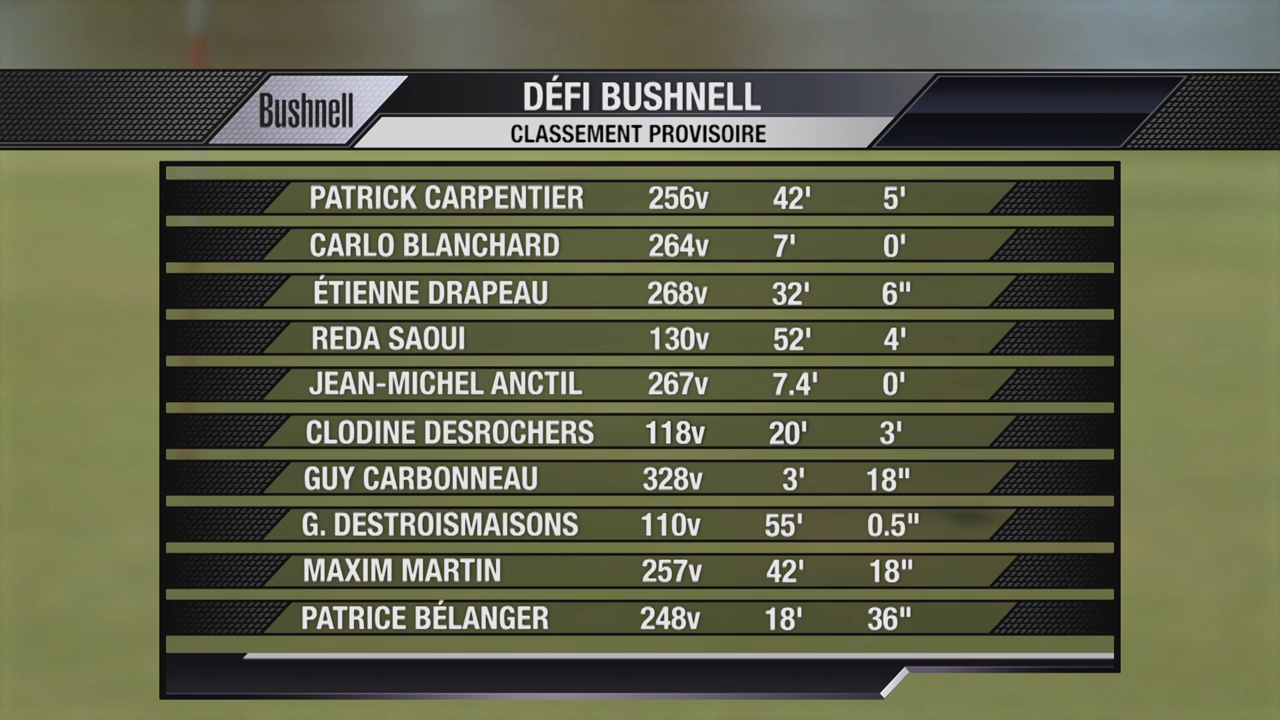 Bushnell
DÉFI BUSHNELL
CLASSEMENT PROVISOIRE
PATRICK CARPENTIER 256v 42' 5'
CARLO BLANCHARD 264v 7' 0'
ÉTIENNE DRAPEAU 268v 32' 6"
REDA SAOUI 130v 52' 4'
JEAN-MICHEL ANCTIL 267v 7.4' 0'
CLODINE DESROCHERS 118v 20' 3'
GUY CARBONNEAU 328v 3' 18"
G. DESTROISMAISONS 110v 55' 0.5"
MAXIM MARTIN 257v 42' 18"
PATRICE BÉLANGER 248v 18' 36"